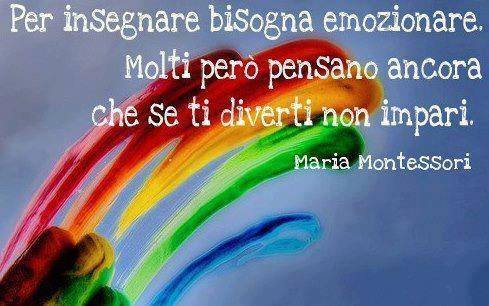 Per insegnare bisogna emozionare.
Molti però pensano ancora
che se ti diverti non impari.
Maria Montessori